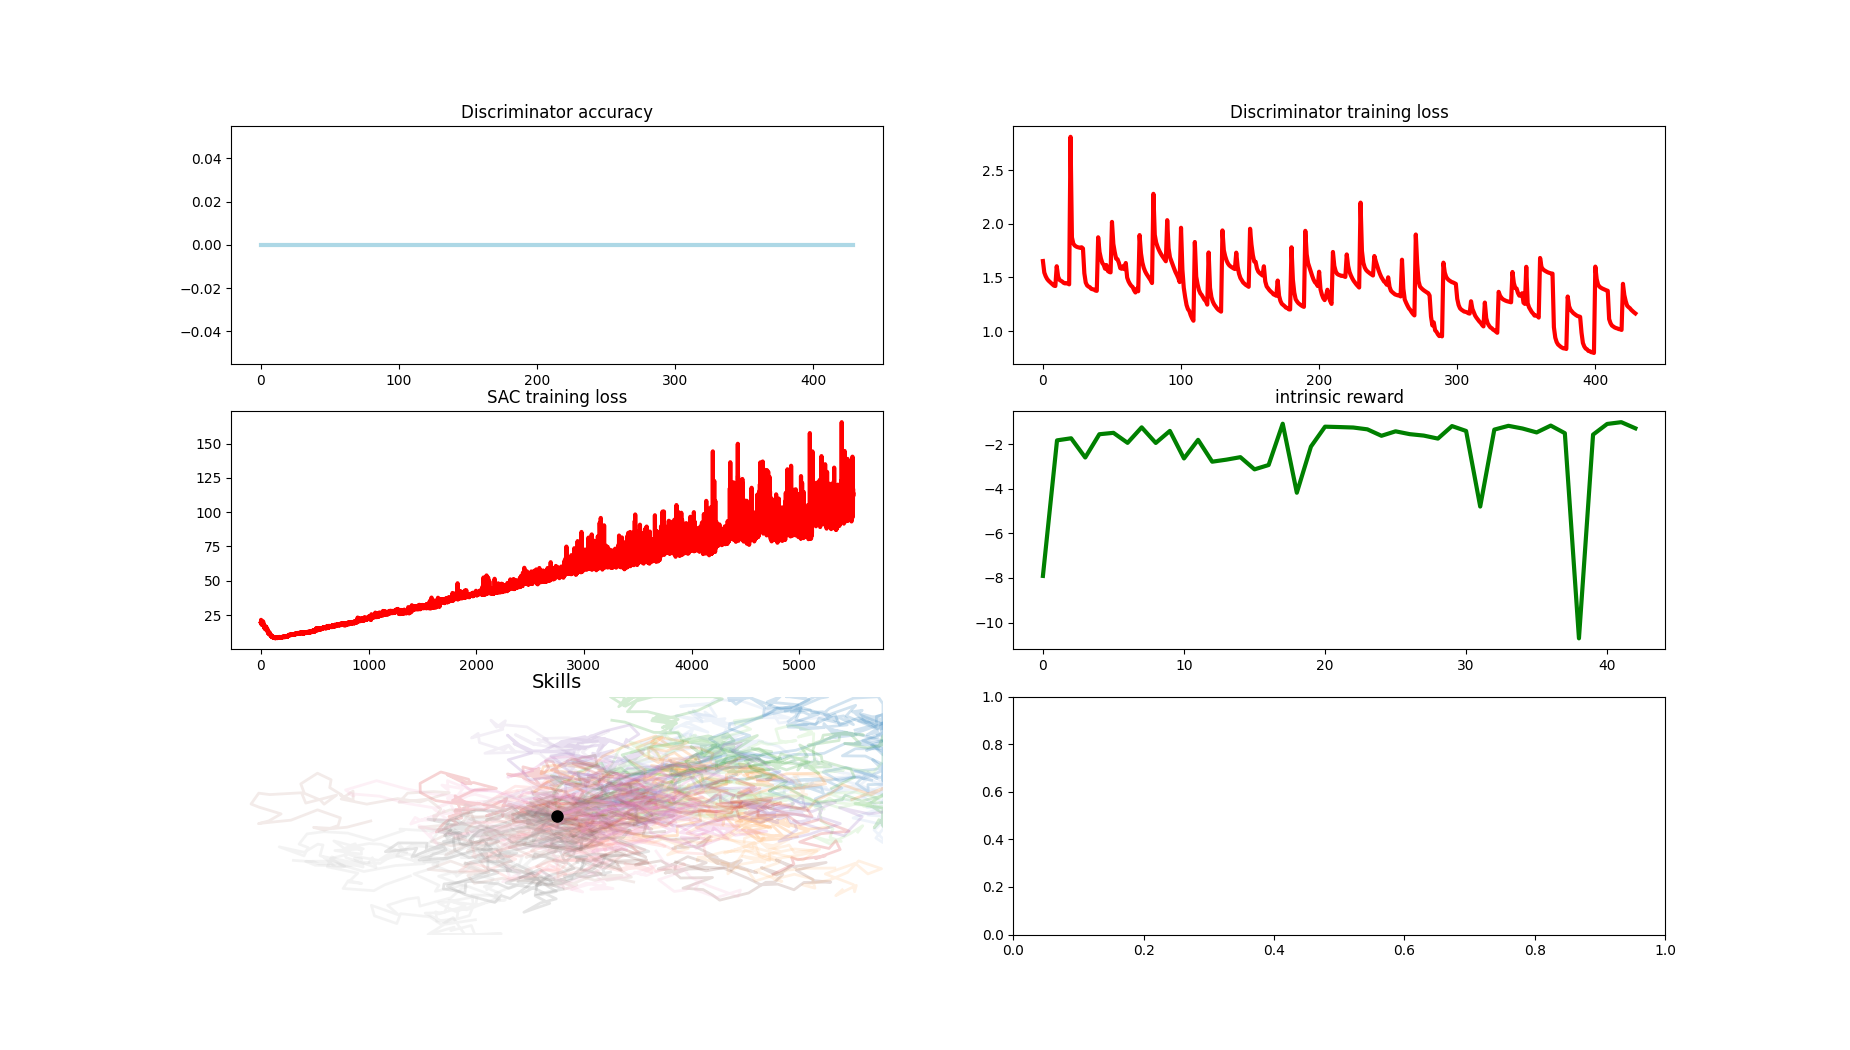 Discriminator accuracy
0.04
0.02
0.00
−0.02
−0.04
0 100 200 300 400
Discriminator training loss
2.5
2.0
1.5
1.0
0 100 200 300 400
SAC training loss
150
125
100
75
50
25
0 1000 2000 3000 4000 5000
intrinsic reward
−2
−4
−6
−8
−10
0 10 20 30 40
Skills
1.0
0.8
0.6
0.4
0.2
0.0
0.0 0.2 0.4 0.6 0.8 1.0